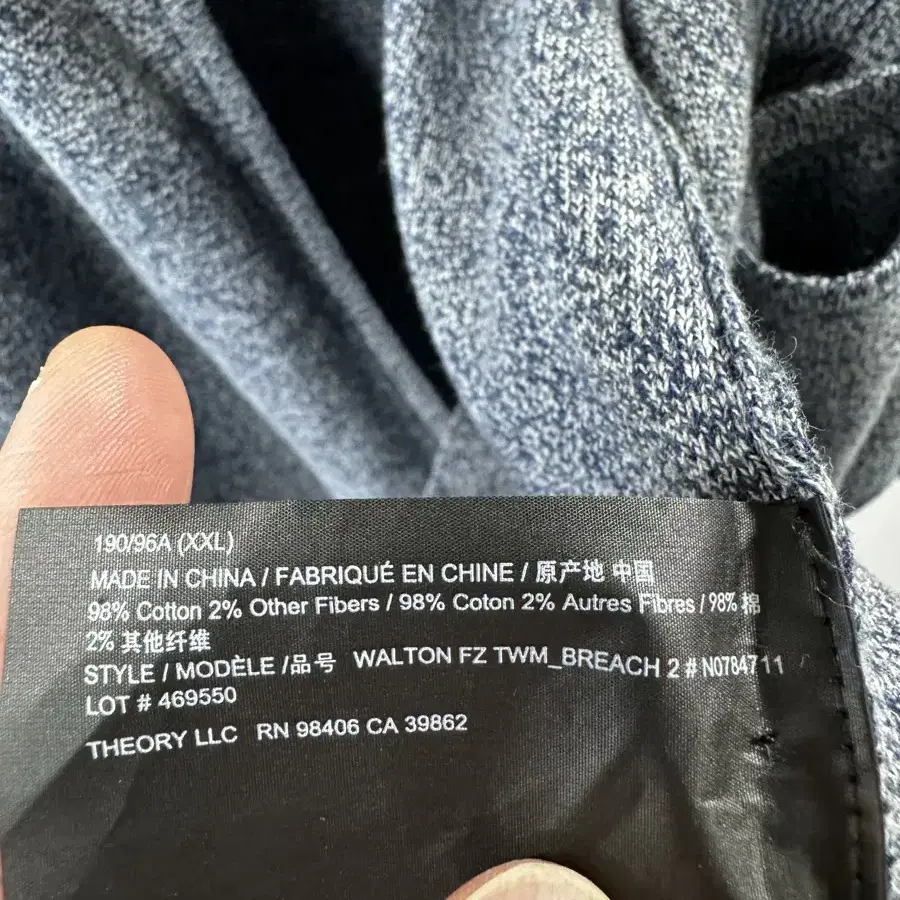 190/96A (XXL)
MADE IN CHINA / FABRIQUÉ EN CHINE / 原产地 中国
98% Cotton 2% Other Fibers / 98% Coton 2% Autres Fibres / 98% 棉
2% 其他纤维
STYLE / MODÈLE /品号 WALTON FZ TWM_BREACH 2 # N0784711
LOT # 469550
THEORY LLC RN 98406 CA 39862